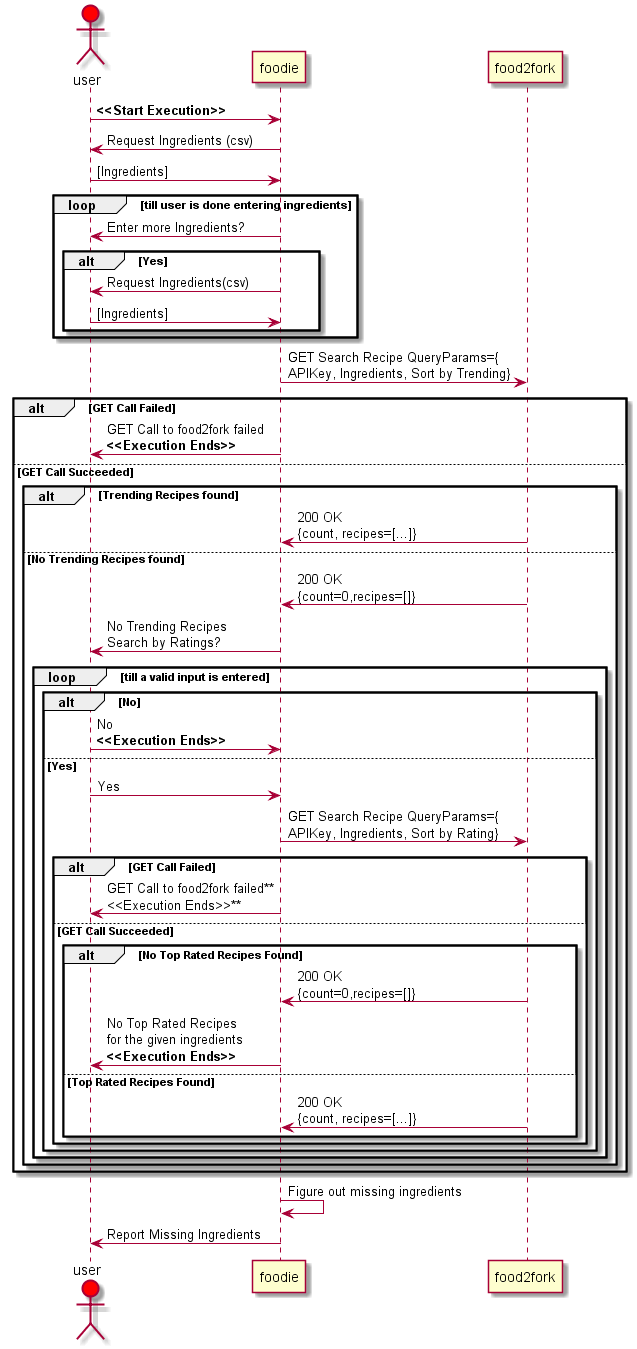 user
foodie
food2fork
<<Start Execution>>
Request Ingredients (csv)
[Ingredients]
loop [till user is done entering ingredients]
Enter more Ingredients?
alt [Yes]
Request Ingredients(csv)
[Ingredients]
GET Search Recipe QueryParams={
APIKey, Ingredients, Sort by Trending}
alt [GET Call Failed]
GET Call to food2fork failed
<<Execution Ends>>
[GET Call Succeeded]
alt [Trending Recipes found]
200 OK
{count, recipes=[...]}
[No Trending Recipes found]
200 OK
{count=0,recipes=[]}
No Trending Recipes
Search by Ratings?
loop [till a valid input is entered]
alt [No]
No
<<Execution Ends>>
[Yes]
Yes
GET Search Recipe QueryParams={
APIKey, Ingredients, Sort by Rating}
alt [GET Call Failed]
GET Call to food2fork failed**
<<Execution Ends>>**
[GET Call Succeeded]
alt [No Top Rated Recipes Found]
200 OK
{count=0,recipes=[]}
No Top Rated Recipes
for the given ingredients
<<Execution Ends>>
[Top Rated Recipes Found]
200 OK
{count, recipes=[...]}
Figure out missing ingredients
Report Missing Ingredients
user
foodie
food2fork